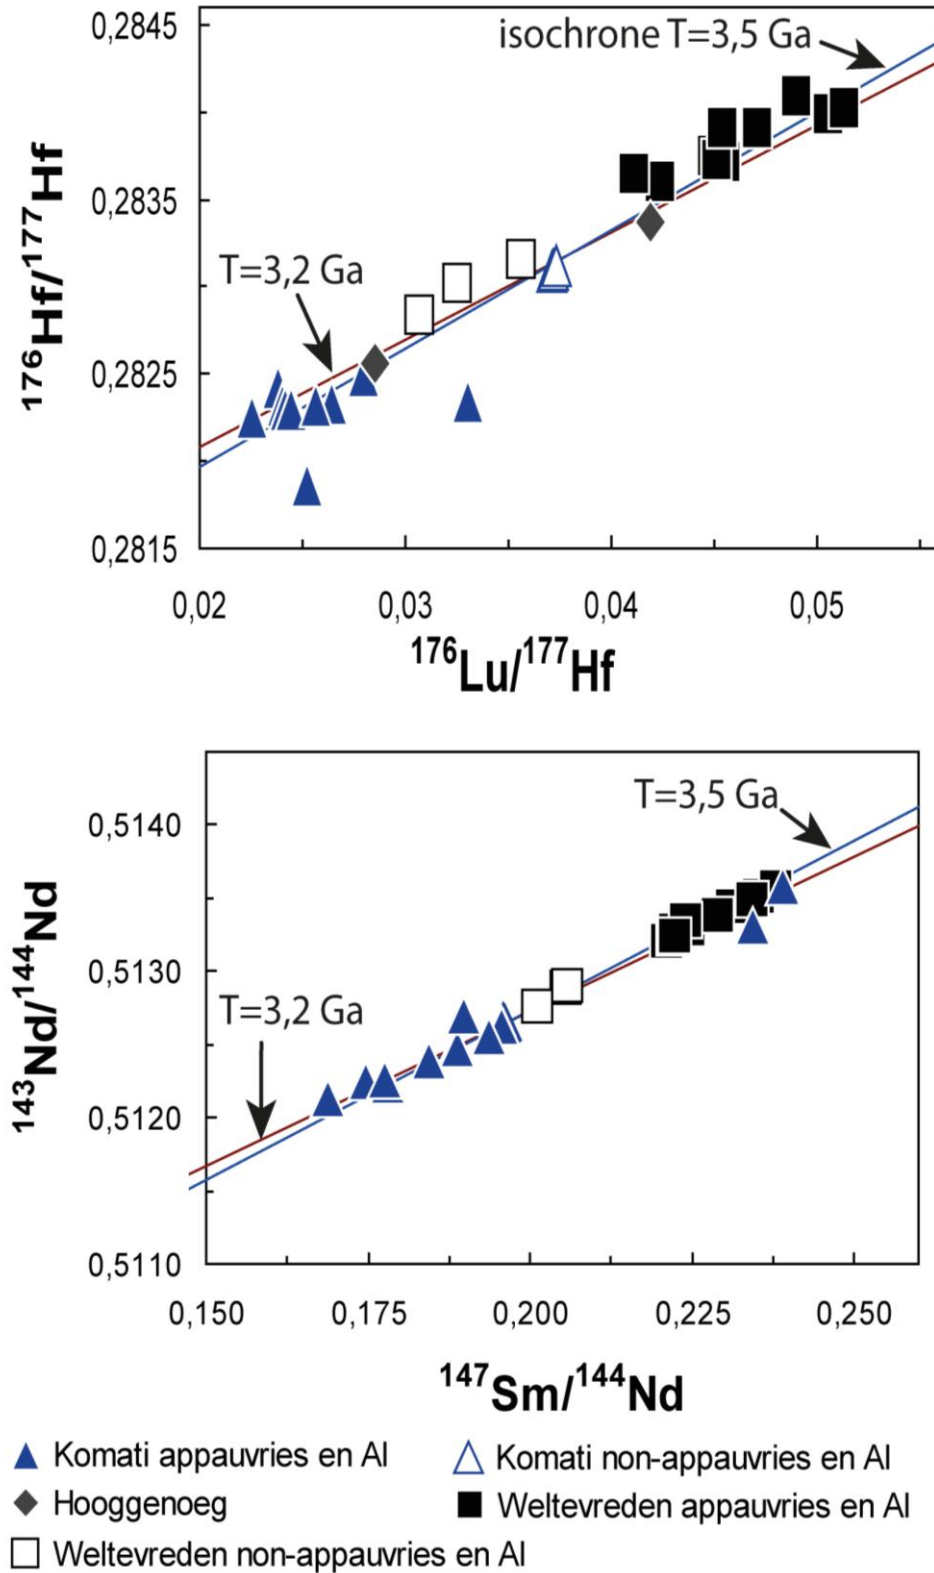 0,2845
isochrone T=3,5 Ga
0,2835
T=3,2 Ga
0,2825
0,2815
176Hf/177Hf
0,02 0,03 0,04 0,05
176Lu/177Hf
0,5140
T=3,5 Ga
0,5130
T=3,2 Ga
0,5120
0,5110
143Nd/144Nd
0,150 0,175 0,200 0,225 0,250
147Sm/144Nd
Komati appauvries en Al
Komati non-appauvries en Al
Hooggenoeg
Weltevreden appauvries en Al
Weltevreden non-appauvries en Al